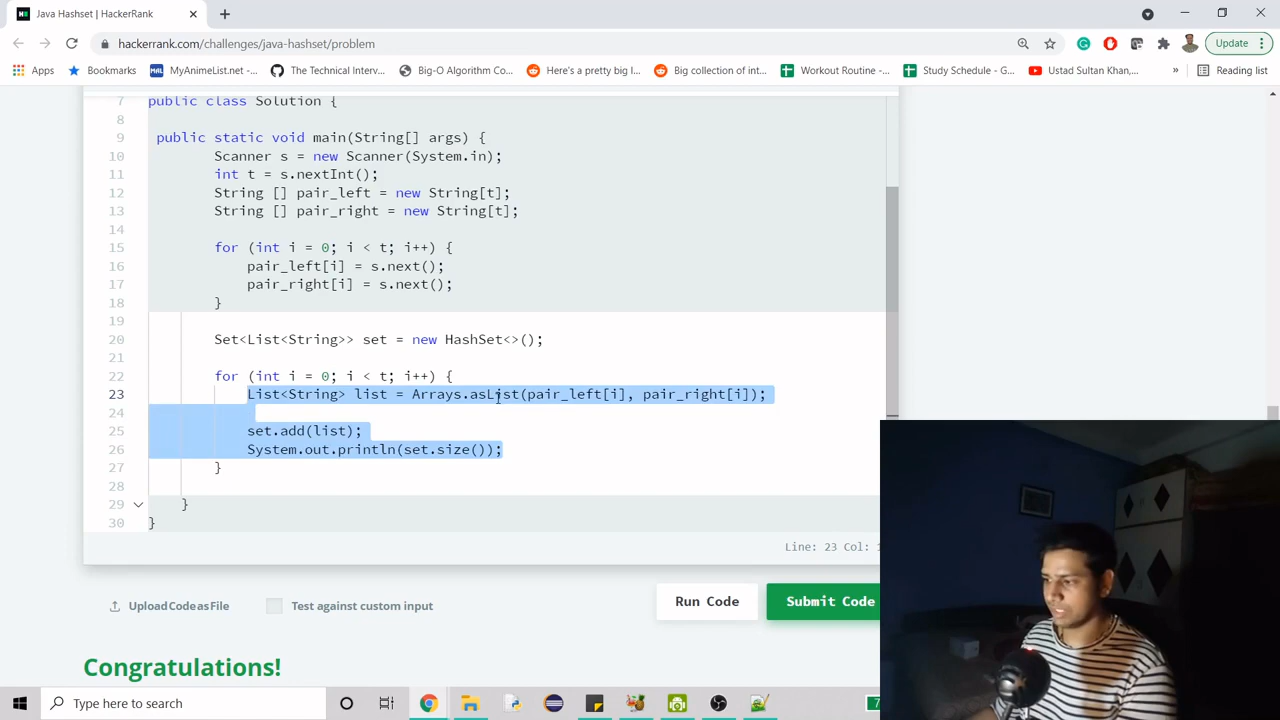 Java Hashset | HackerRank
hackerrank.com/challenges/java-hashset/problem
Update
Apps
Bookmarks
MyAnimeList.net -...
The Technical Interv...
Big-O Algorithm Co...
Here's a pretty big l...
Big collection of int...
Workout Routine -...
Study Schedule - G...
Ustad Sultan Khan,...
»
Reading list
7 public class Solution {
8
9 public static void main(String[] args) {
10 Scanner s = new Scanner(System.in);
11 int t = s.nextInt();
12 String [] pair_left = new String[t];
13 String [] pair_right = new String[t];
14
15 for (int i = 0; i < t; i++) {
16 pair_left[i] = s.next();
17 pair_right[i] = s.next();
18 }
19
20 Set<List<String>> set = new HashSet<>();
21
22 for (int i = 0; i < t; i++) {
23 List<String> list = Arrays.asList(pair_left[i], pair_right[i]);
24
25 set.add(list);
26 System.out.println(set.size());
27 }
28
29 }
30 }
Line: 23 Col:
Upload Code as File
Test against custom input
Run Code
Submit Code
Congratulations!
Type here to search